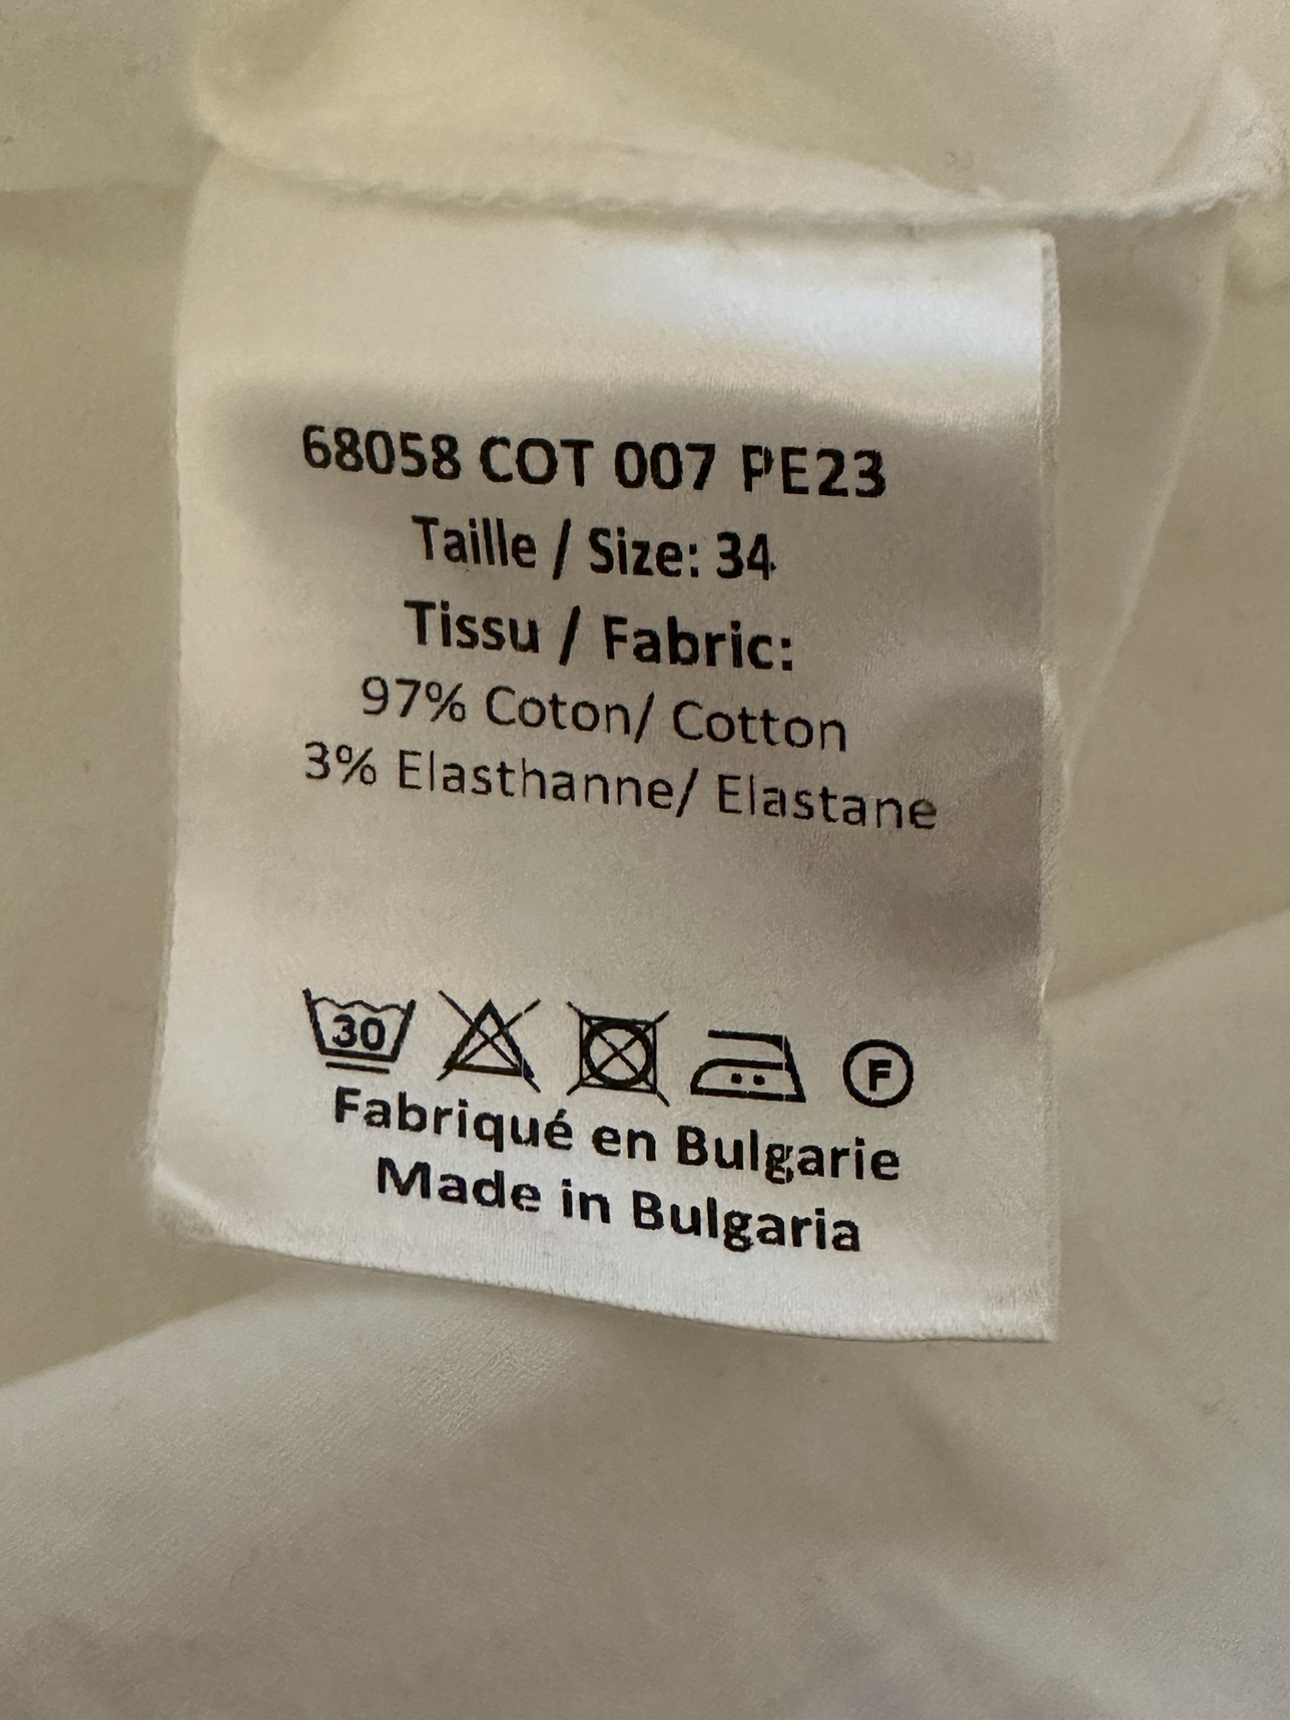 68058 COT 007 PE23
Taille / Size: 34
Tissu / Fabric:
97% Coton/ Cotton
3% Elasthanne/ Elastane
30 F
Fabriqué en Bulgarie
Made in Bulgaria